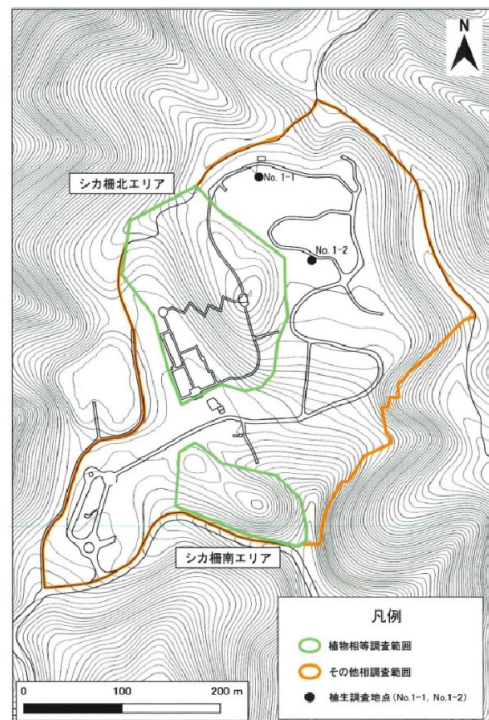 N
シカ柵北エリア
No. 1-1
No. 1-2
シカ柵南エリア
凡例
植物相等調査範囲
その他相調査範囲
植生調査地点(No.1-1, No.1-2)
0 100 200 m